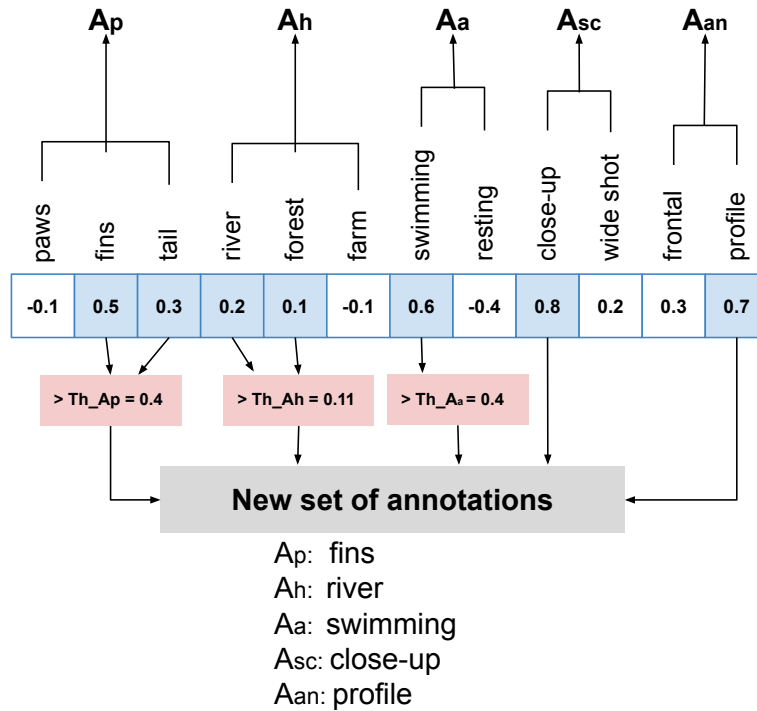 Ap Ah Aa Asc Aan
paws fins tail river forest farm swimming resting close-up wide shot frontal profile
-0.1 0.5 0.3 0.2 0.1 -0.1 0.6 -0.4 0.8 0.2 0.3 0.7
> Th_Ap = 0.4 > Th_Ah = 0.11 > Th_Aa = 0.4
New set of annotations
Ap: fins
Ah: river
Aa: swimming
Asc: close-up
Aan: profile